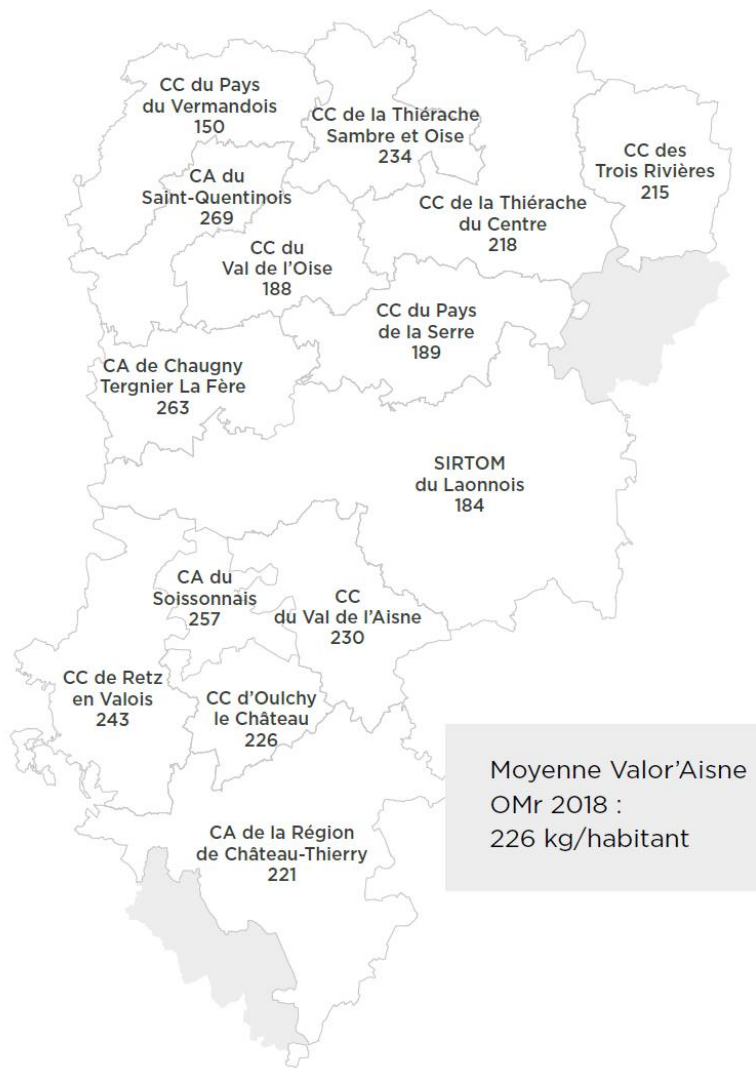 CC du Pays
du Vermandois
150
CC de la Thiérache
Sambre et Oise
234
CC des
Trois Rivières
215
CA du
Saint-Quentinois
269
CC de la Thiérache
du Centre
218
CC du
Val de l'Oise
188
CC du Pays
de la Serre
189
CA de Chaugny
Tergnier La Fère
263
SIRTOM
du Laonnois
184
CA du
Soissonnais
257
CC
du Val de l'Aisne
230
CC de Retz
en Valois
243
CC d'Oulchy
le Château
226
Moyenne Valor'Aisne
OMr 2018 :
226 kg/habitant
CA de la Région
de Château-Thierry
221